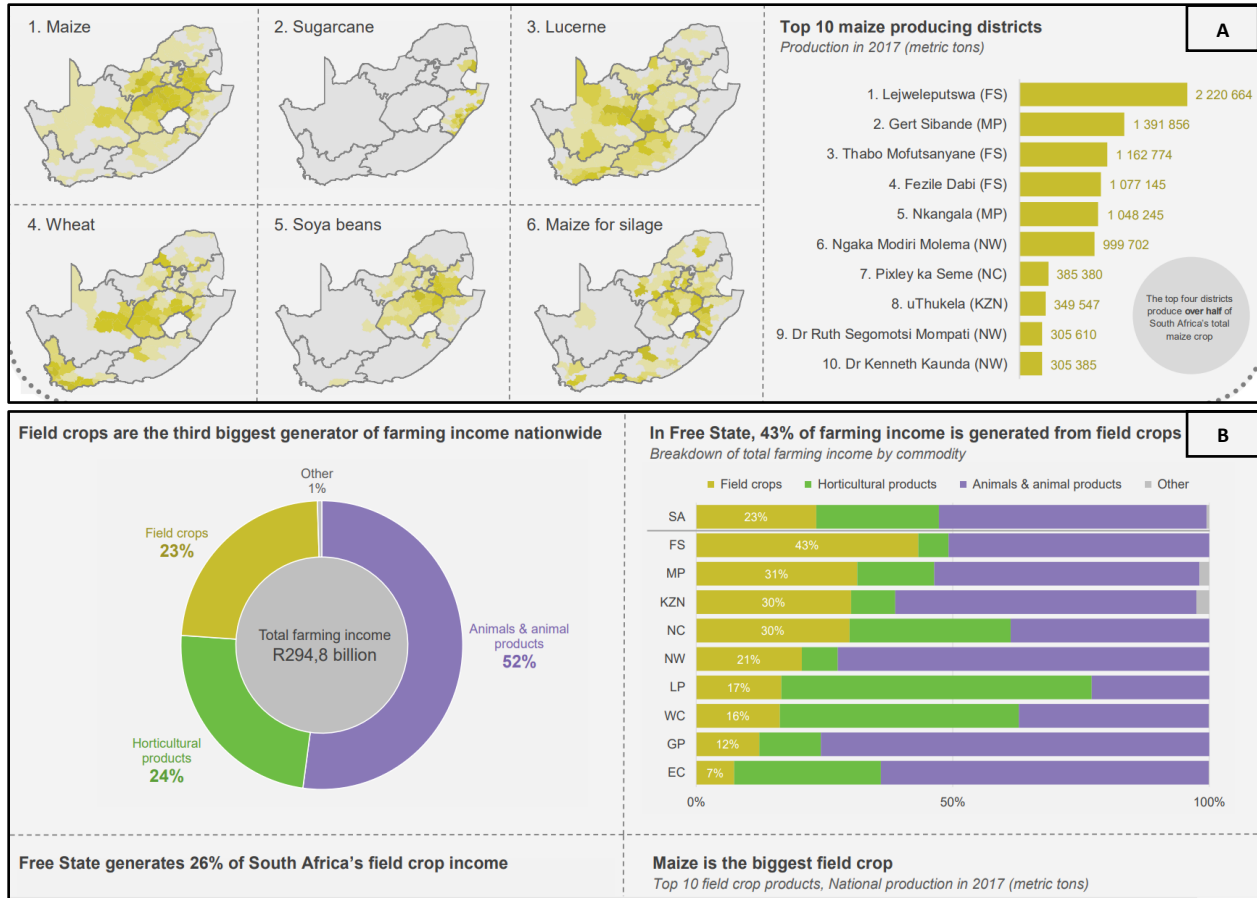 1. Maize
2. Sugarcane
3. Lucerne
4. Wheat
5. Soya beans
6. Maize for silage
Top 10 maize producing districts
A
Production in 2017 (metric tons)
1. Lejweleputswa (FS) 2 220 664
2. Gert Sibande (MP) 1 391 856
3. Thabo Mofutsanyane (FS) 1 162 774
4. Fezile Dabi (FS) 1 077 145
5. Nkangala (MP) 1 048 245
6. Ngaka Modiri Molema (NW) 999 702
7. Pixley ka Seme (NC) 385 380
8. uThukela (KZN) 349 547
9. Dr Ruth Segomotsi Mompati (NW) 305 610
10. Dr Kenneth Kaunda (NW) 305 385
The top four districts
produce over half of
South Africa's total
maize crop
Field crops are the third biggest generator of farming income nationwide
Other
1%
Field crops
23%
Total farming income
R294,8 billion
Animals & animal
products
52%
Horticultural
products
24%
In Free State, 43% of farming income is generated from field crops
B
Breakdown of total farming income by commodity
Field crops Horticultural products Animals & animal products Other
SA 23%
FS 43%
MP 31%
KZN 30%
NC 30%
NW 21%
LP 17%
WC 16%
GP 12%
EC 7%
0% 50% 100%
Free State generates 26% of South Africa's field crop income
Maize is the biggest field crop
Top 10 field crop products, National production in 2017 (metric tons)